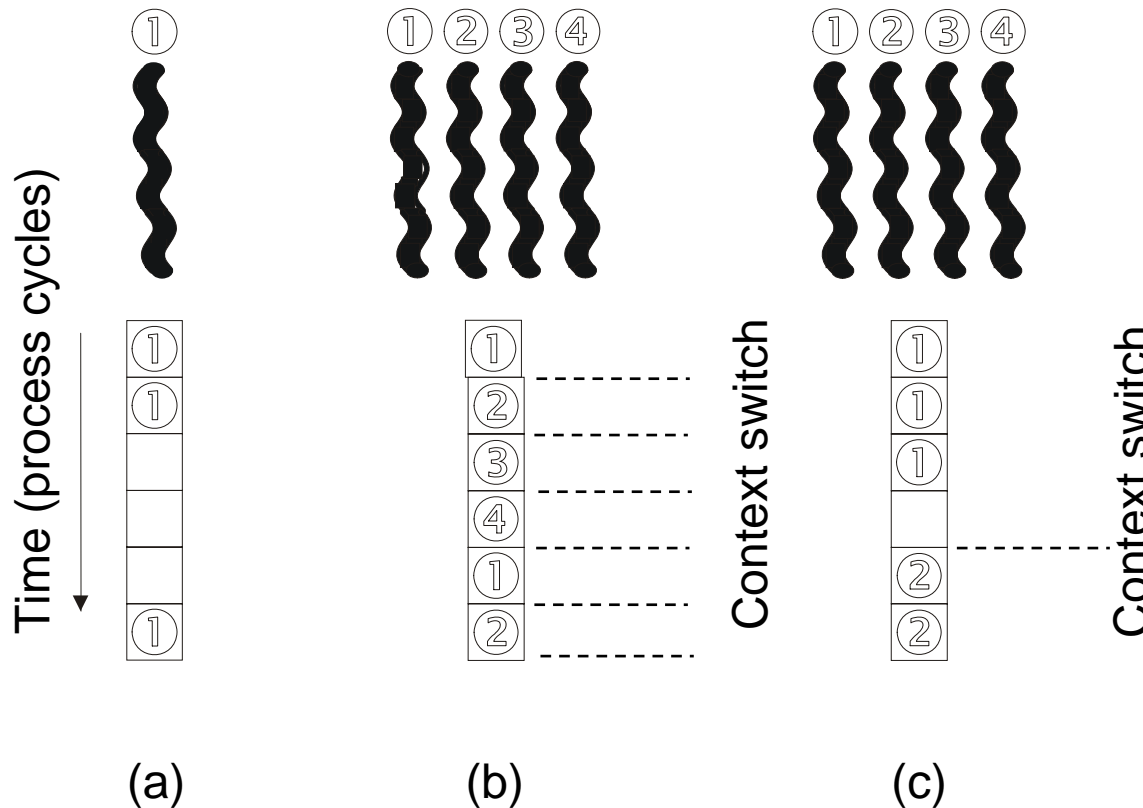 ① ① ② ③ ④ ① ② ③ ④
Time (process cycles)
① ① ①
① ② ①
③ ①
④
① ②
① ② ②
Context switch
Context switch
(a) (b) (c)